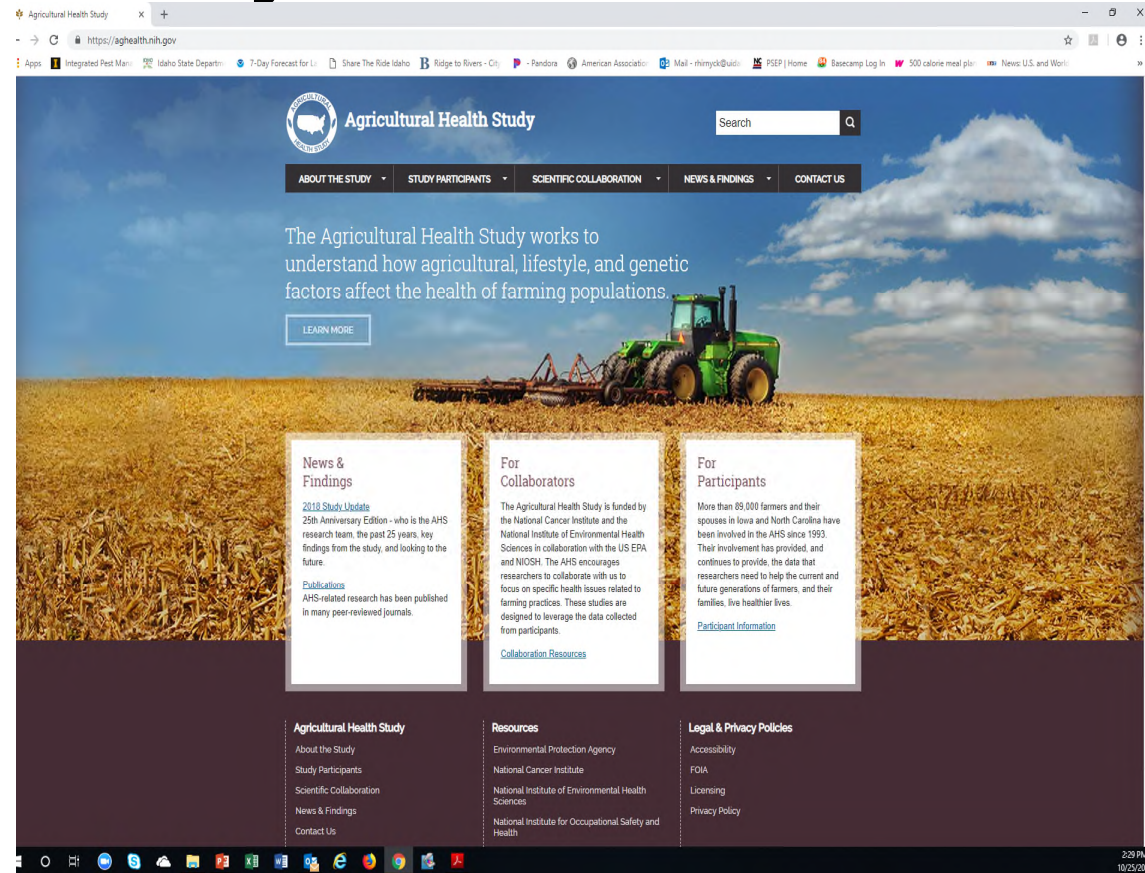 Agricultural Health Study
https://aghealth.nih.gov
Apps
Integrated Pest Man
Idaho State Departm
7-Day Forecast for
Share The Ride Idaho
Ridge to Rivers - City
- Pandora
American Association
Mail - rhirnyck@uida
PSEP | Home
Basecamp Log In
500 calorie meal plan
News: U.S. and World
AGRICULTURAL
HEALTH STUDY
Agricultural Health Study
Search
ABOUT THE STUDY
STUDY PARTICIPANTS
SCIENTIFIC COLLABORATION
NEWS & FINDINGS
CONTACT US
The Agricultural Health Study works to
understand how agricultural, lifestyle, and genetic
factors affect the health of farming populations.
LEARN MORE
News &
Findings
2018 Study Update
25th Anniversary Edition - who is the AHS
research team, the past 25 years, key
findings from the study, and looking to the
future.
Publications
AHS-related research has been published
in many peer-reviewed journals.
For
Collaborators
The Agricultural Health Study is funded by
the National Cancer Institute and the
National Institute of Environmental Health
Sciences in collaboration with the US EPA
and NIOSH. The AHS encourages
researchers to collaborate with us to
focus on specific health issues related to
farming practices. These studies are
designed to leverage the data collected
from participants.
Collaboration Resources
For
Participants
More than 89,000 farmers and their
spouses in Iowa and North Carolina have
been involved in the AHS since 1993.
Their involvement has provided, and
continues to provide, the data that
researchers need to help the current and
future generations of farmers, and their
families, live healthier lives.
Participant Information
Agricultural Health Study
About the Study
Study Participants
Scientific Collaboration
News & Findings
Contact Us
Resources
Environmental Protection Agency
National Cancer Institute
National Institute of Environmental Health
Sciences
National Institute for Occupational Safety and
Health
Legal & Privacy Policies
Accessibility
FOIA
Licensing
Privacy Policy
2:29 PM
10/25/20